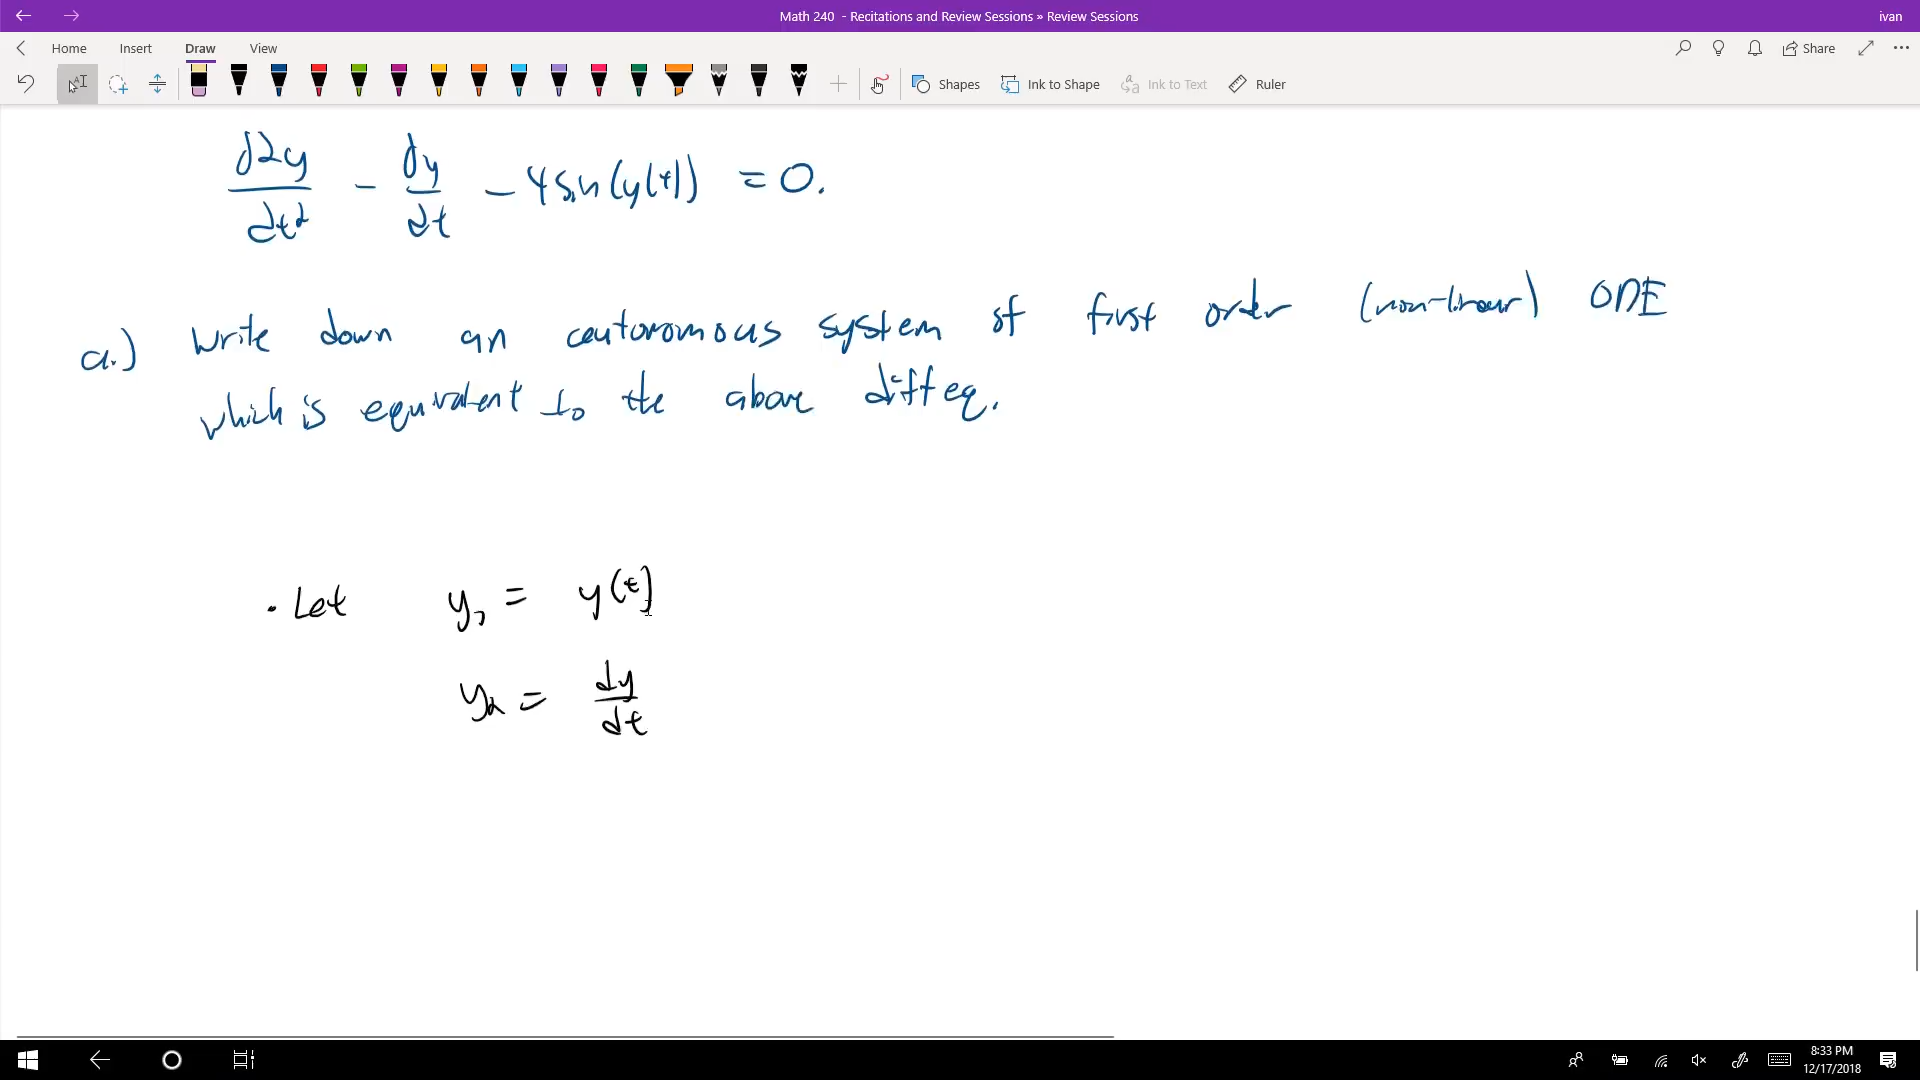 Math 240 - Recitations and Review Sessions » Review Sessions
ivan
Home Insert Draw View
Share
Shapes Ink to Shape Ink to Text Ruler
d2y/dt² - dy/dt - 4sin(y(t)) = 0.
a.) Write down an autonomous system of first order (non-linear) ODE
which is equivalent to the above diffeq.
• Let y₁ = y(t)
y₂ = dy/dt
8:33 PM
12/17/2018